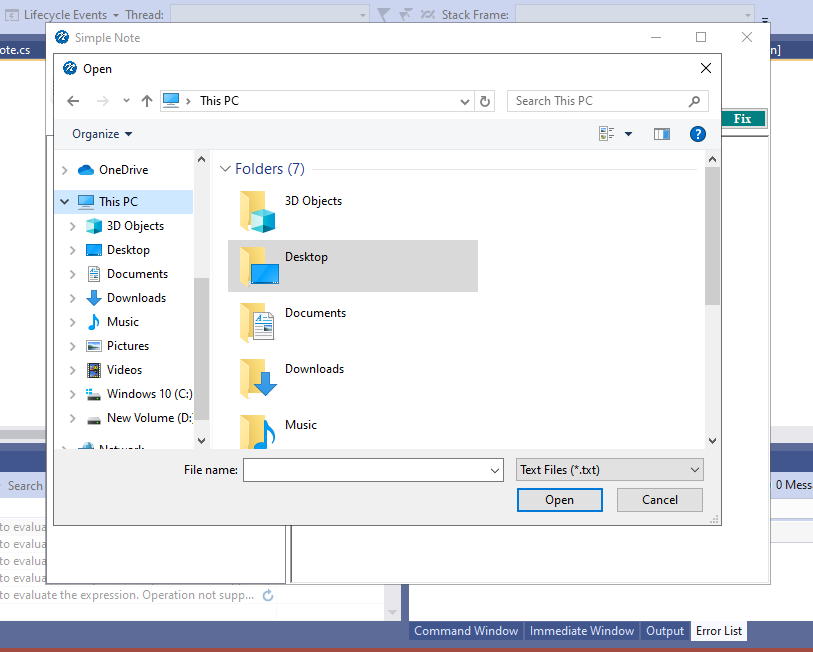 Lifecycle Events Thread: Stack Frame:
Simple Note
ote.cs
n]
Open
This PC
Search This PC
Fix
Organize
?
OneDrive
This PC
3D Objects
Desktop
Documents
Downloads
Music
Pictures
Videos
Windows 10 (C:)
New Volume (D:
Network
Folders (7)
3D Objects
Desktop
Documents
Downloads
Music
File name:
Text Files (*.txt)
Open Cancel
Search
0 Messa
to evalua
to evalua
to evalua
to evalua
to evaluate the expression. Operation not supp...
Command Window Immediate Window Output Error List